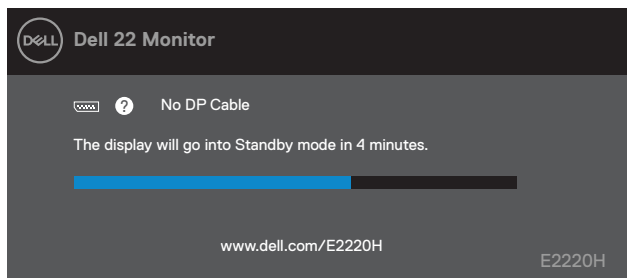 DELL Dell 22 Monitor
? No DP Cable
The display will go into Standby mode in 4 minutes.
www.dell.com/E2220H
E2220H